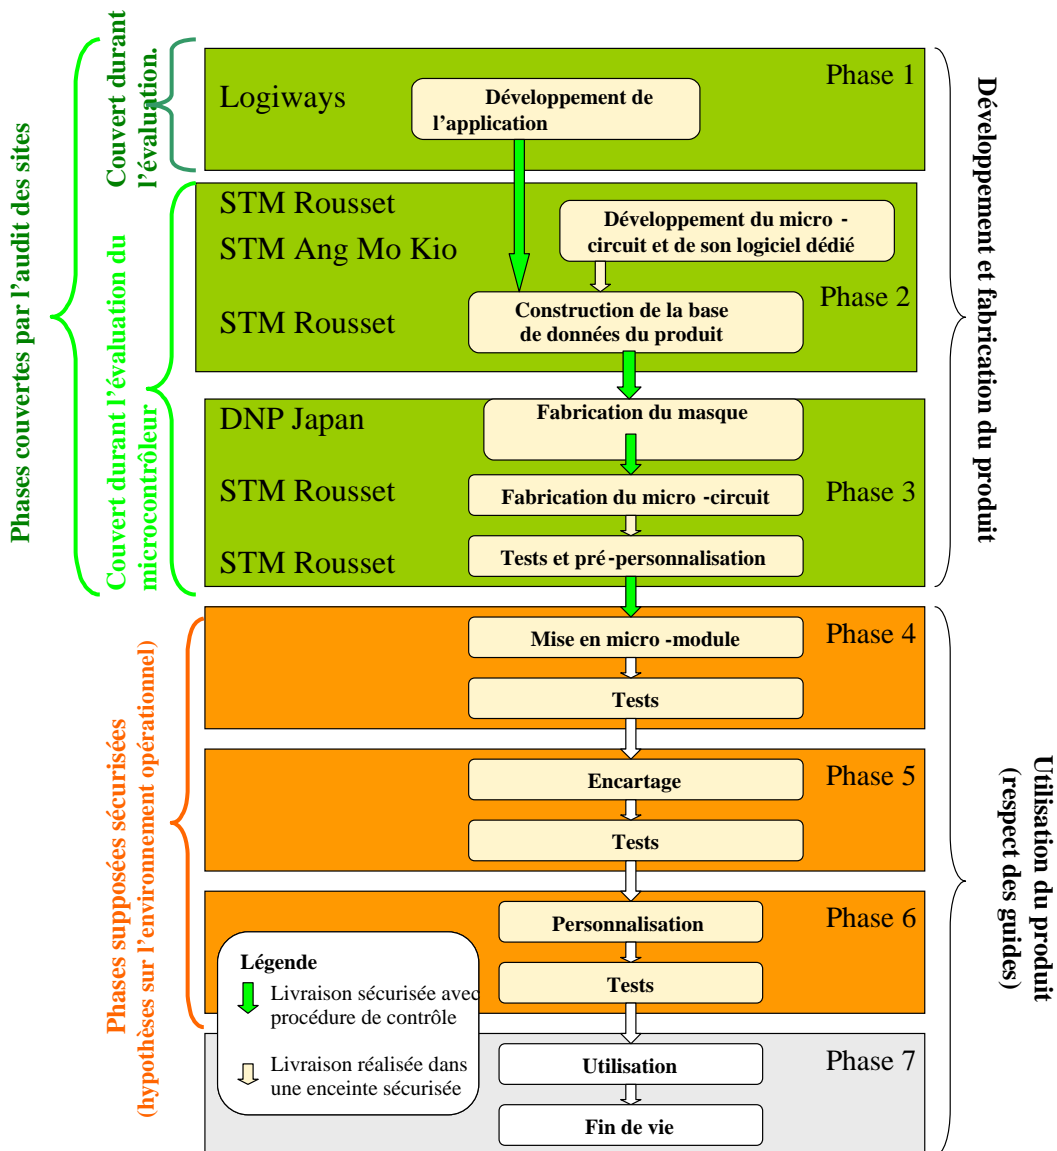 Phases couvertes par l'audit des sites
Couvert durant
l'évaluation.
Couvert durant l'évaluation du
microcontrôleur
Phase 1
Logiways
Développement de
l'application
STM Rousset
STM Ang Mo Kio
Développement du micro -
circuit et de son logiciel dédié
Phase 2
STM Rousset
Construction de la base
de données du produit
DNP Japan
Fabrication du masque
STM Rousset
Fabrication du micro -circuit
Phase 3
STM Rousset
Tests et pré-personnalisation
Développement et fabrication du produit
Phases supposées sécurisées
(hypothèses sur l'environnement opérationnel)
Phase 4
Mise en micro -module
Tests
Phase 5
Encartage
Tests
Phase 6
Personnalisation
Tests
Utilisation du produit
(respect des guides)
Légende
Livraison sécurisée avec
procédure de contrôle
Livraison réalisée dans
une enceinte sécurisée
Phase 7
Utilisation
Fin de vie